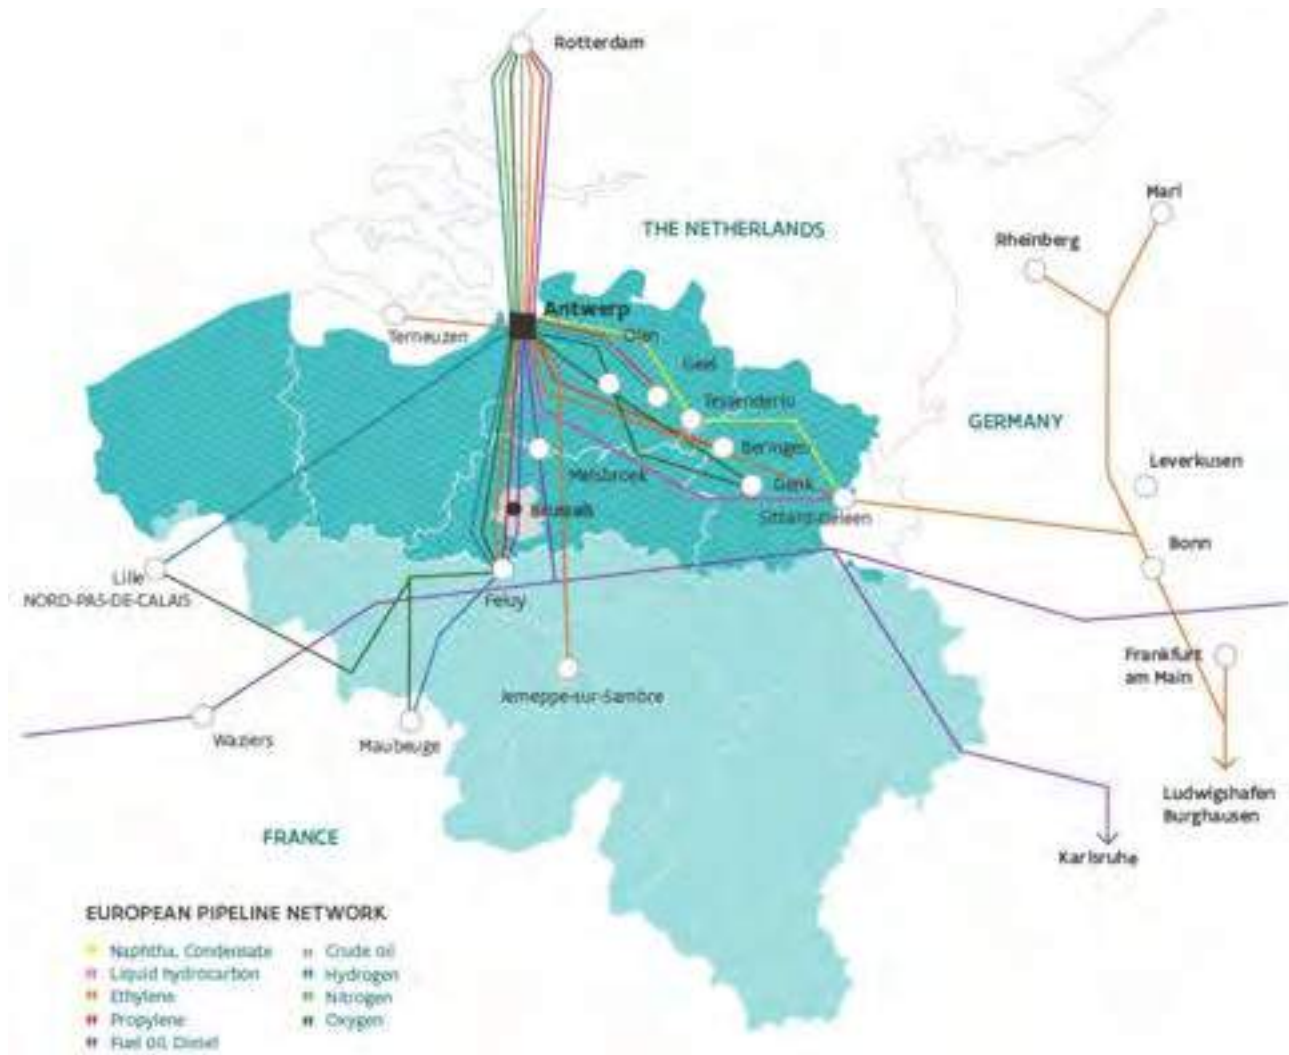 Rotterdam
THE NETHERLANDS
Marl
Rheinberg
Antwerp
Terneuzen
Olen
Geel
Tessenderlo
GERMANY
Beringen
Leverkusen
Melsbroek
Genk
Brussels
Sittard-Geleen
Bonn
Lille
NORD-PAS-DE-CALAIS
Feluy
Frankfurt
am Main
Jemeppe-sur-Sambre
Waziers
Maubeuge
Ludwigshafen
Burghausen
FRANCE
Karlsruhe
EUROPEAN PIPELINE NETWORK
Naphtha, Condensate
Crude oil
Liquid hydrocarbon
Hydrogen
Ethylene
Nitrogen
Propylene
Oxygen
Fuel oil, Diesel